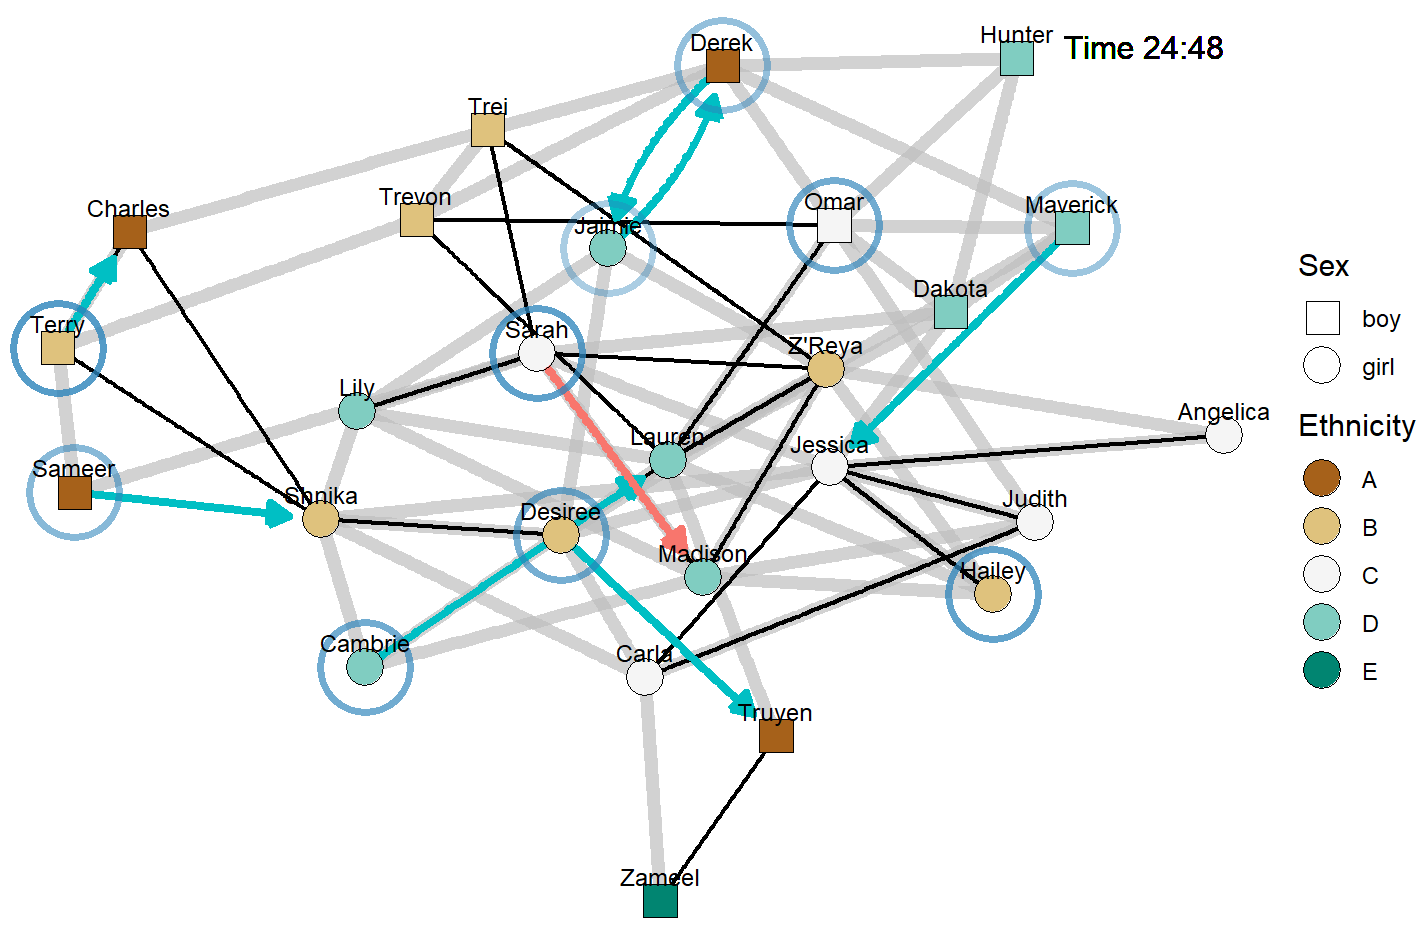 Derek
Hunter
Time 24:48
Trei
Trevon
Charles
Omar
Maverick
Jaimie
Sex
boy
girl
Dakota
Terry
Sarah
Z'Reya
Lily
Angelica
Ethnicity
Lauren
Jessica
Sameer
A
Shnika
Judith
Desiree
B
Madison
Hailey
C
D
Cambrie
Carla
E
Truyen
Zameel